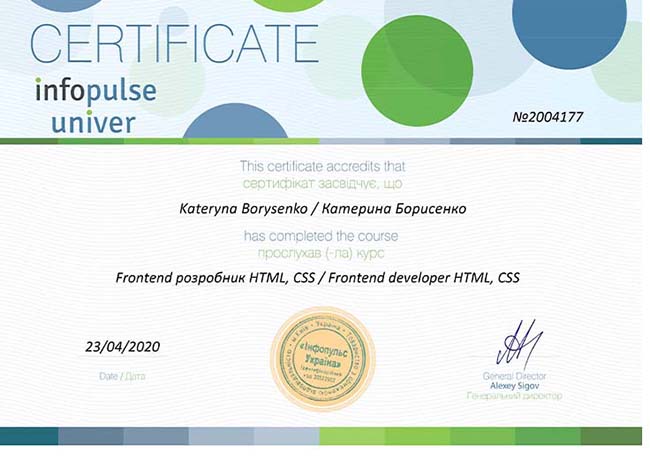 CERTIFICATE
infopulse
univer
№2004177
This certificate accredits that
сертифікат засвідчує, що
Kateryna Borysenko / Катерина Борисенко
has completed the course
прослухав (-ла) курс
Frontend розробник HTML, CSS / Frontend developer HTML, CSS
«Інфопульс
Україна»
23/04/2020
Date / Дата
General Director
Alexey Sigov
Генеральний директор